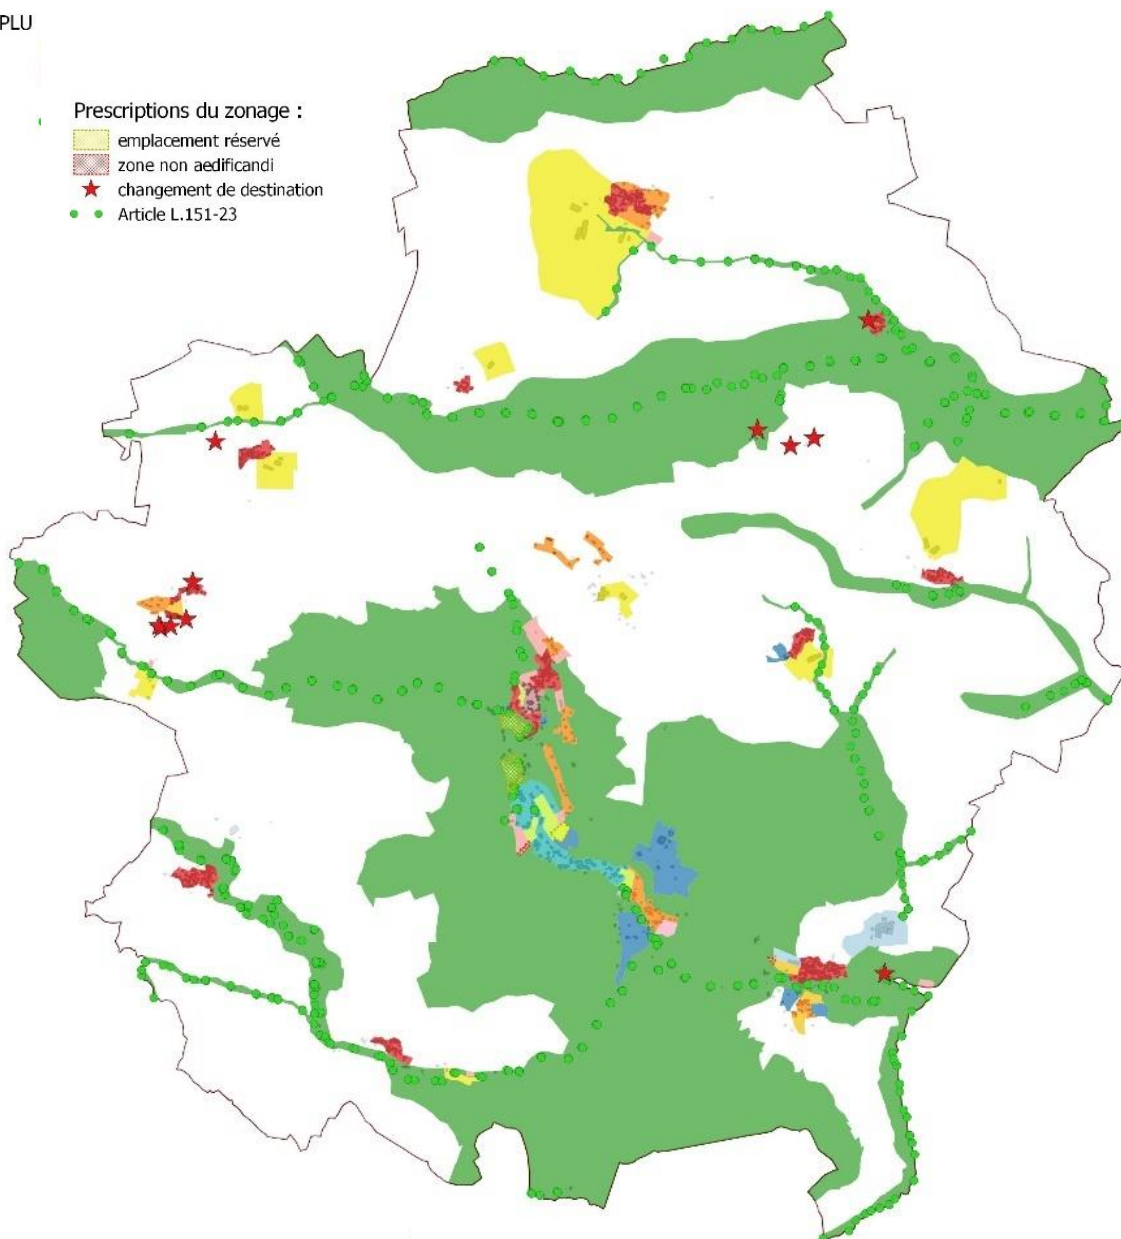 PLU
Prescriptions du zonage :
emplacement réservé
zone non aedificandi
changement de destination
Article L.151-23